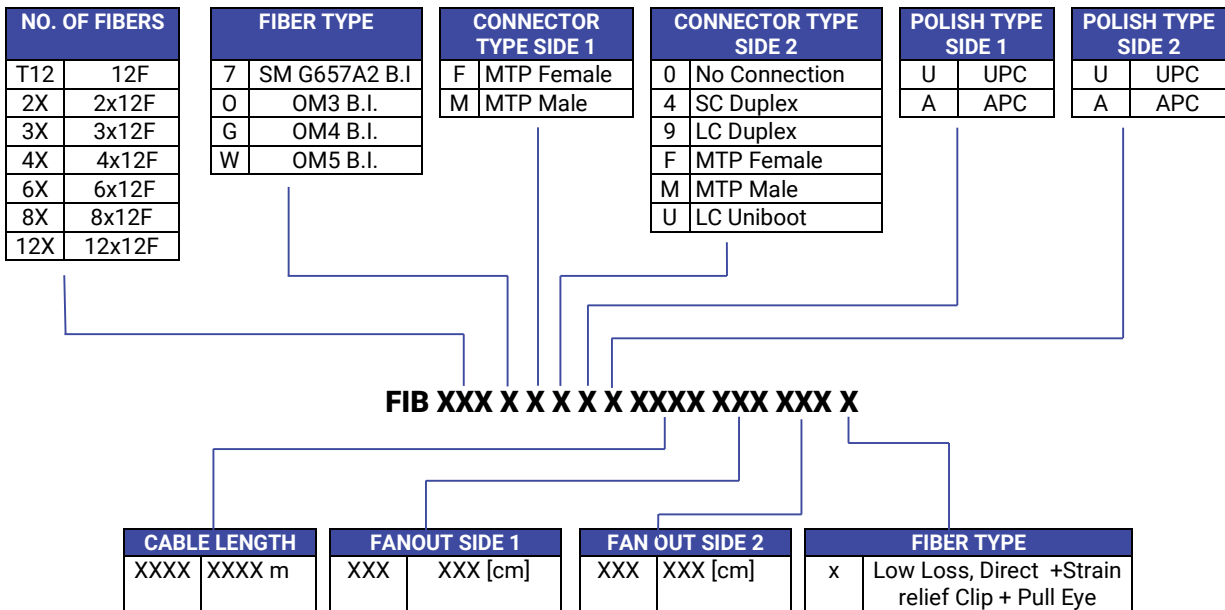 NO. OF FIBERS
T12 12F
2X 2x12F
3X 3x12F
4X 4x12F
6X 6x12F
8X 8x12F
12X 12x12F
FIBER TYPE
7 SM G657A2 B.I
O OM3 B.I.
G OM4 B.I.
W OM5 B.I.
CONNECTOR
TYPE SIDE 1
F MTP Female
M MTP Male
CONNECTOR TYPE
SIDE 2
0 No Connection
4 SC Duplex
9 LC Duplex
F MTP Female
M MTP Male
U LC Uniboot
POLISH TYPE
SIDE 1
U UPC
A APC
POLISH TYPE
SIDE 2
U UPC
A APC
FIB XXX X X X X X XXXX XXX XXX X
CABLE LENGTH
XXXX XXXX m
FANOUT SIDE 1
XXX XXX [cm]
FAN OUT SIDE 2
XXX XXX [cm]
FIBER TYPE
x Low Loss, Direct +Strain
relief Clip + Pull Eye